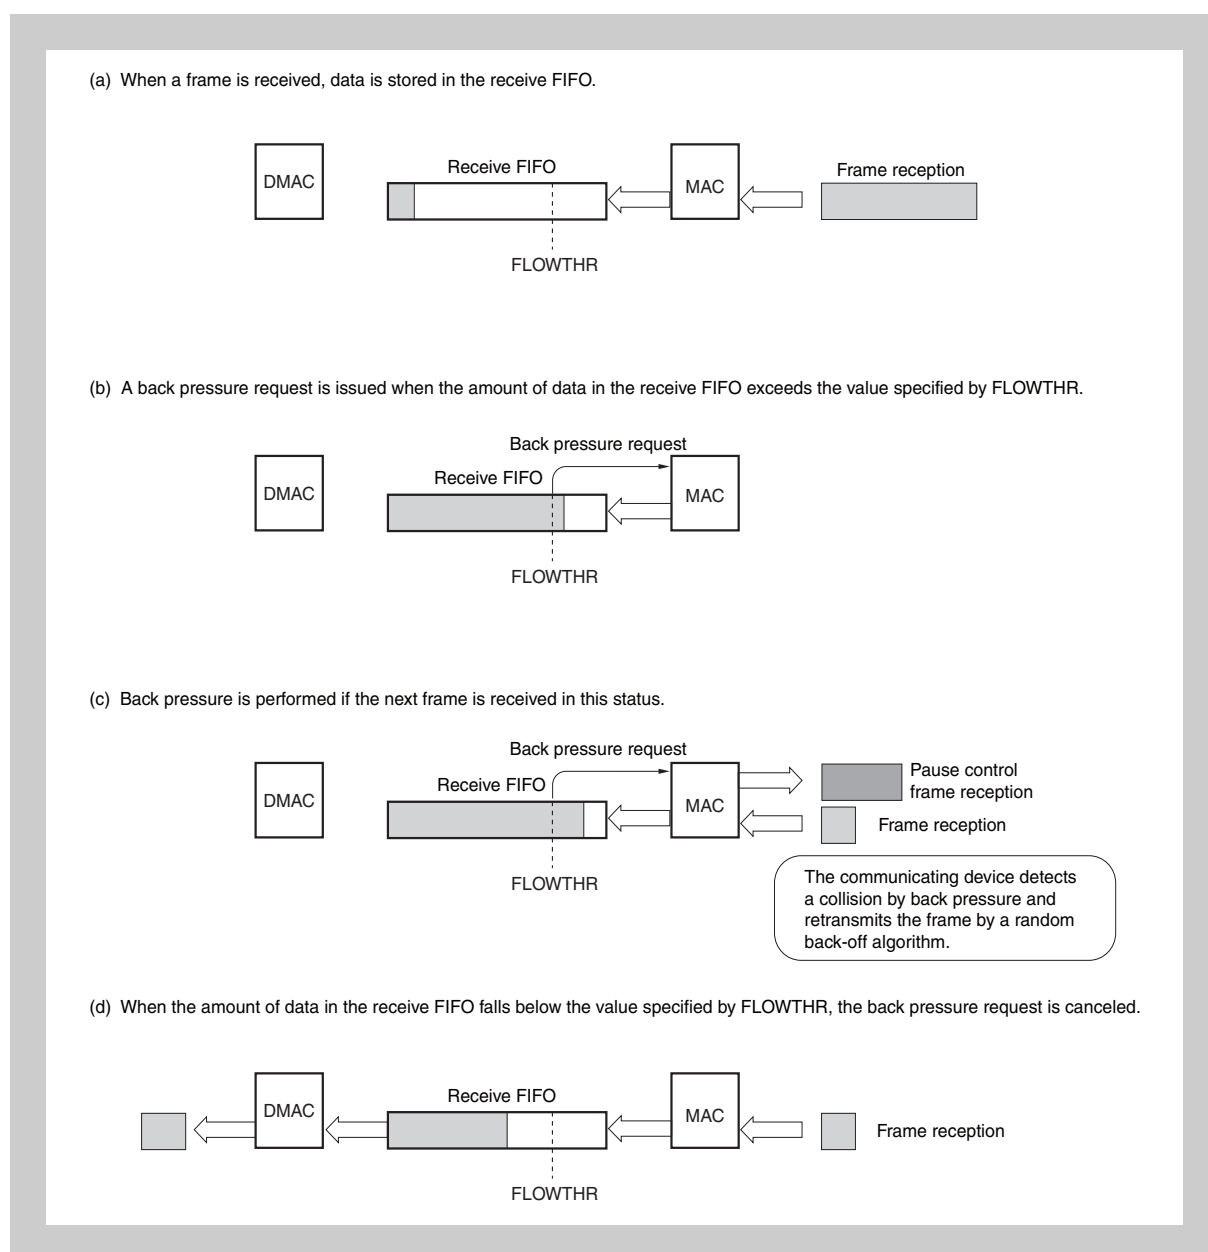 (a) When a frame is received, data is stored in the receive FIFO.
DMAC
Receive FIFO
MAC
Frame reception
FLOWTHR
(b) A back pressure request is issued when the amount of data in the receive FIFO exceeds the value specified by FLOWTHR.
Back pressure request
DMAC
Receive FIFO
MAC
FLOWTHR
(c) Back pressure is performed if the next frame is received in this status.
Back pressure request
DMAC
Receive FIFO
MAC
Pause control
frame reception
Frame reception
FLOWTHR
The communicating device detects
a collision by back pressure and
retransmits the frame by a random
back-off algorithm.
(d) When the amount of data in the receive FIFO falls below the value specified by FLOWTHR, the back pressure request is canceled.
DMAC
Receive FIFO
MAC
Frame reception
FLOWTHR